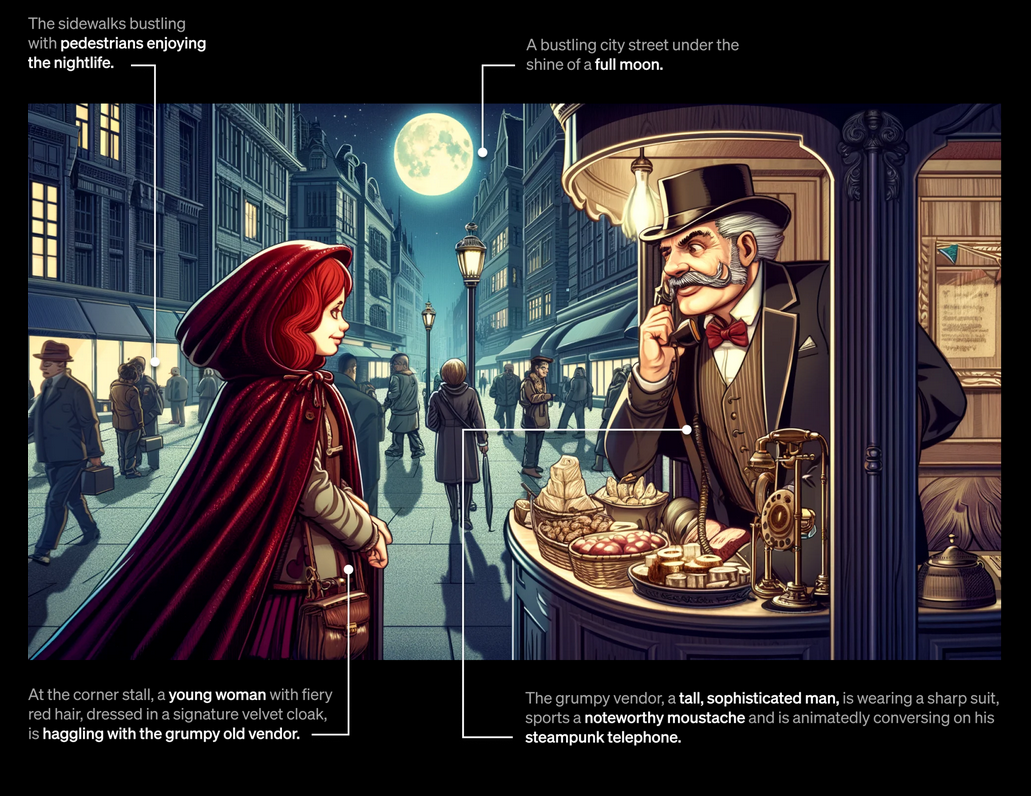 The sidewalks bustling
with pedestrians enjoying
the nightlife.
A bustling city street under the
shine of a full moon.
At the corner stall, a young woman with fiery
red hair, dressed in a signature velvet cloak,
is haggling with the grumpy old vendor.
The grumpy vendor, a tall, sophisticated man, is wearing a sharp suit,
sports a noteworthy moustache and is animatedly conversing on his
steampunk telephone.